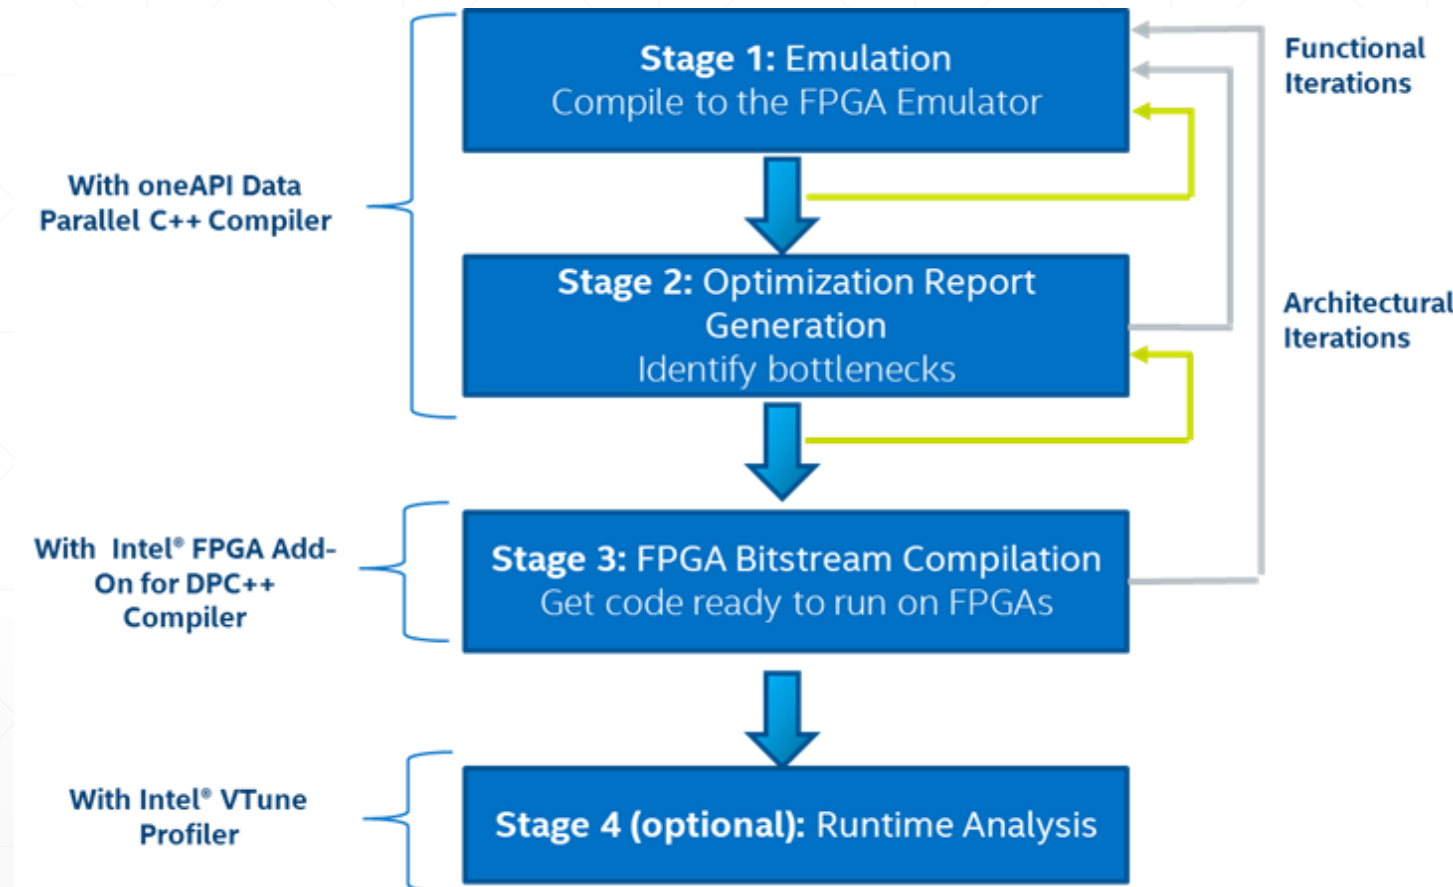 Stage 1: Emulation
Compile to the FPGA Emulator
Functional
Iterations
With oneAPI Data
Parallel C++ Compiler
Stage 2: Optimization Report
Generation
Identify bottlenecks
Architectural
Iterations
With Intel® FPGA Add-
On for DPC++
Compiler
Stage 3: FPGA Bitstream Compilation
Get code ready to run on FPGAs
With Intel® VTune
Profiler
Stage 4 (optional): Runtime Analysis